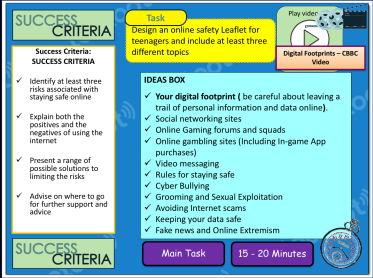 SUCCESS
CRITERIA
Success Criteria:
SUCCESS CRITERIA
✓ Identify at least three
risks associated with
staying safe online
✓ Explain both the
positives and the
negatives of using the
internet
✓ Present a range of
possible solutions to
limiting the risks
✓ Advise on where to go
for further support and
advice
SUCCESS
CRITERIA
Task
Design an online safety Leaflet for
teenagers and include at least three
different topics
Play video
Digital Footprints – CBBC
Video
IDEAS BOX
✓ Your digital footprint ( be careful about leaving a
trail of personal information and data online).
✓ Social networking sites
✓ Online Gaming forums and squads
✓ Online gambling sites (Including In-game App
purchases)
✓ Video messaging
✓ Rules for staying safe
✓ Cyber Bullying
✓ Grooming and Sexual Exploitation
✓ Avoiding Internet scams
✓ Keeping your data safe
✓ Fake news and Online Extremism
Main Task
15 - 20 Minutes